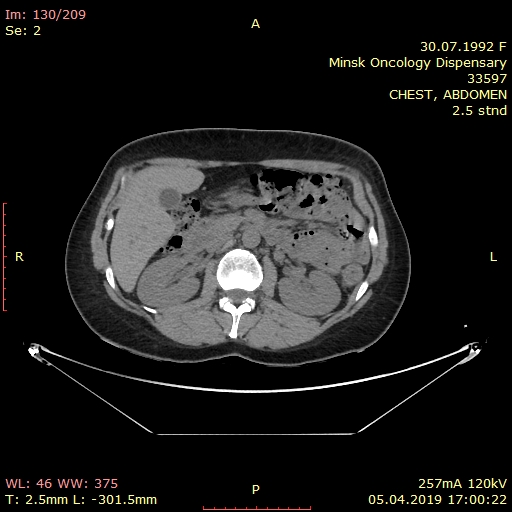 Im: 130/209
Se: 2
A
30.07.1992 F
Minsk Oncology Dispensary
33597
CHEST, ABDOMEN
2.5 stnd
R
L
WL: 46 WW: 375
T: 2.5mm L: -301.5mm
P
257mA 120kV
05.04.2019 17:00:22